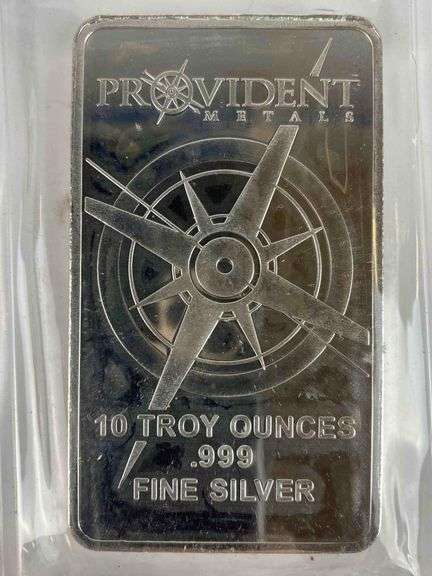 PROVIDENT
METALS
10 TROY OUNCES
.999
FINE SILVER